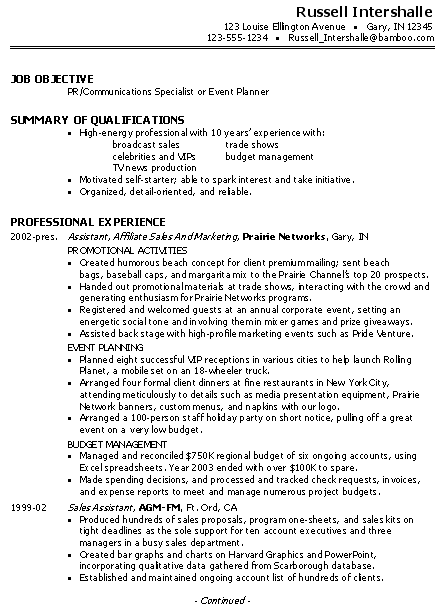 Russell Intershalle
123 Louise Ellington Avenue • Gary, IN 12345
123-555-1234 • Russell_Intershalle@bamboo.com
JOB OBJECTIVE
PR/Communications Specialist or Event Planner
SUMMARY OF QUALIFICATIONS
• High-energy professional with 10 years' experience with:
broadcast sales trade shows
celebrities and VIPs budget management
TV news production
• Motivated self-starter; able to spark interest and take initiative.
• Organized, detail-oriented, and reliable.
PROFESSIONAL EXPERIENCE
2002-pres. Assistant, Affiliate Sales And Marketing, Prairie Networks, Gary, IN
PROMOTIONAL ACTIVITIES
• Created humorous beach concept for client premium mailing; sent beach
bags, baseball caps, and margarita mix to the Prairie Channel's top 20 prospects.
• Handed out promotional materials at trade shows, interacting with the crowd and
generating enthusiasm for Prairie Networks programs.
• Registered and welcomed guests at an annual corporate event, setting an
energetic social tone and involving them in mixer games and prize giveaways.
• Assisted back stage with high-profile marketing events such as Pride Venture.
EVENT PLANNING
• Planned eight successful VIP receptions in various cities to help launch Rolling
Planet, a mobile set on an 18-wheeler truck.
• Arranged four formal client dinners at fine restaurants in New York City,
attending meticulously to details such as media presentation equipment, Prairie
Network banners, custom menus, and napkins with our logo.
• Arranged a 100-person staff holiday party on short notice, pulling off a great
event on a very low budget.
BUDGET MANAGEMENT
• Managed and reconciled $750K regional budget of six ongoing accounts, using
Excel spreadsheets. Year 2003 ended with over $100K to spare.
• Made spending decisions, and processed and tracked check requests, invoices,
and expense reports to meet and manage numerous project budgets.
1999-02 Sales Assistant, AGM-FM, Ft. Ord, CA
• Produced hundreds of sales proposals, program one-sheets, and sales kits on
tight deadlines as the sole support for ten account executives and three
managers in a busy sales department.
• Created bar graphs and charts on Harvard Graphics and PowerPoint,
incorporating qualitative data gathered from Scarborough database.
• Established and maintained ongoing account list of hundreds of clients.
- Continued -